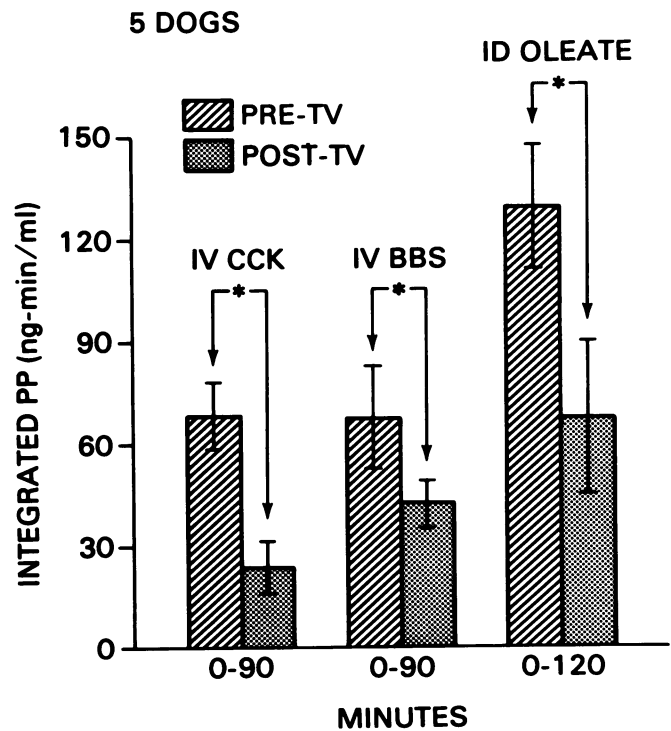 5 DOGS
ID OLEATE
*
PRE-TV
POST-TV
150
120
90
60
30
0
INTEGRATED PP (ng-min/ml)
IV CCK
*
IV BBS
*
0-90
0-90
0-120
MINUTES